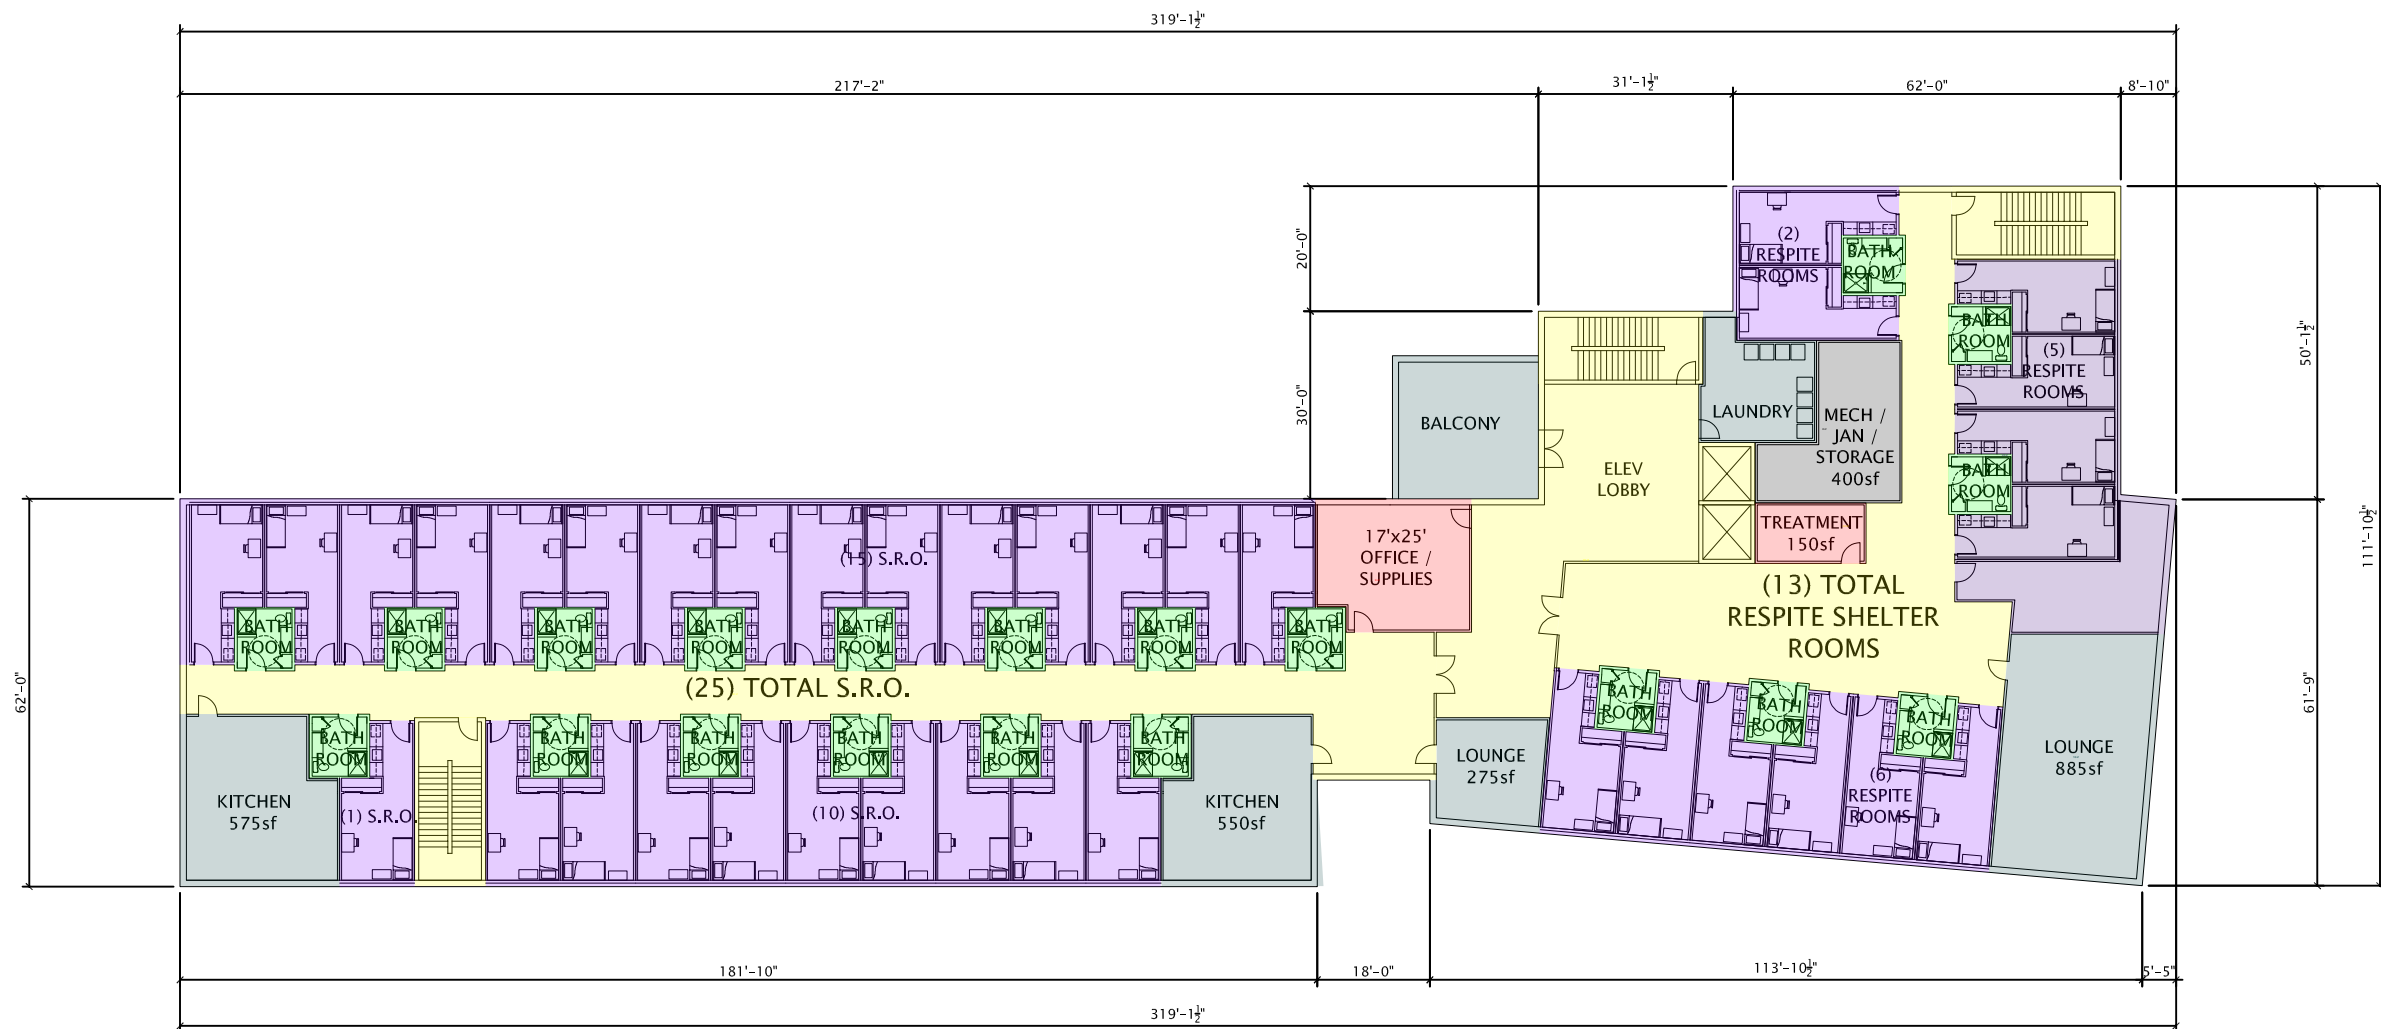 319'-1½"
217'-2"
31'-1½"
62'-0"
8'-10"
20'-0"
30'-0"
50'-1½"
111'-10½"
61'-9"
62'-0"
(2)
RESPITE
ROOMS
BATH
ROOM
BATH
ROOM
(5)
RESPITE
ROOMS
BATH
ROOM
BALCONY
LAUNDRY
MECH /
JAN /
STORAGE
400sf
ELEV
LOBBY
TREATMENT
150sf
17'x25'
OFFICE /
SUPPLIES
(13) TOTAL
RESPITE SHELTER
ROOMS
(15) S.R.O.
BATH
ROOM
BATH
ROOM
BATH
ROOM
BATH
ROOM
BATH
ROOM
BATH
ROOM
BATH
ROOM
BATH
ROOM
(25) TOTAL S.R.O.
BATH
ROOM
BATH
ROOM
BATH
ROOM
BATH
ROOM
BATH
ROOM
BATH
ROOM
KITCHEN
575sf
(1) S.R.O.
(10) S.R.O.
KITCHEN
550sf
LOUNGE
275sf
BATH
ROOM
BATH
ROOM
BATH
ROOM
(6)
RESPITE
ROOMS
LOUNGE
885sf
181'-10"
18'-0"
113'-10½"
5'-5"
319'-1½"